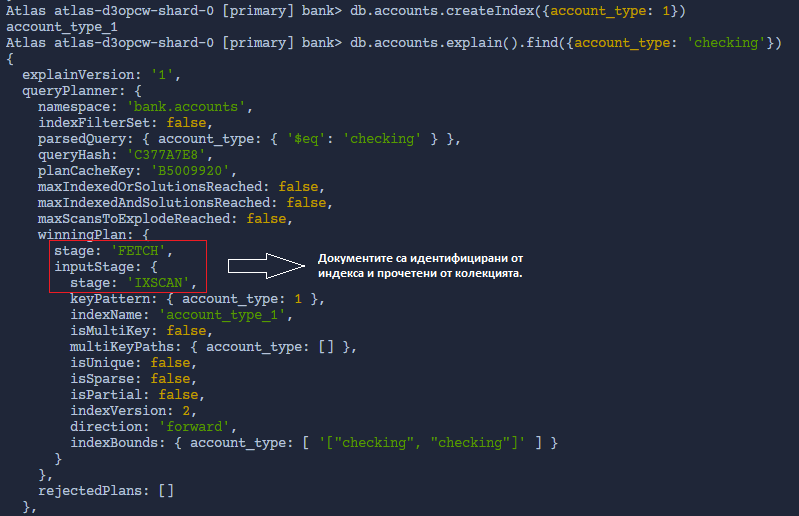 Atlas atlas-d3opcw-shard-0 [primary] bank> db.accounts.createIndex({account_type: 1})
account_type_1
Atlas atlas-d3opcw-shard-0 [primary] bank> db.accounts.explain().find({account_type: 'checking'})
{
  explainVersion: '1',
  queryPlanner: {
    namespace: 'bank.accounts',
    indexFilterSet: false,
    parsedQuery: { account_type: { '$eq': 'checking' } },
    queryHash: 'C377A7E8',
    planCacheKey: 'B5009920',
    maxIndexedOrSolutionsReached: false,
    maxIndexedAndSolutionsReached: false,
    maxScansToExplodeReached: false,
    winningPlan: {
      stage: 'FETCH',
      inputStage: {
        stage: 'IXSCAN',
Документите са идентифицирани от
индекса и прочетени от колекцията.
        keyPattern: { account_type: 1 },
        indexName: 'account_type_1',
        isMultiKey: false,
        multiKeyPaths: { account_type: [] },
        isUnique: false,
        isSparse: false,
        isPartial: false,
        indexVersion: 2,
        direction: 'forward',
        indexBounds: { account_type: [ '["checking", "checking"]' ] }
      }
    },
    rejectedPlans: []
  },